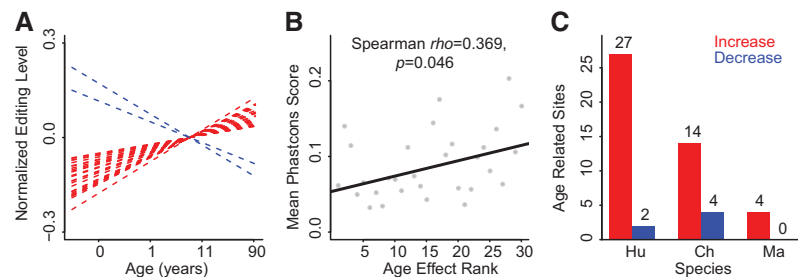 A
Normalized Editing Level
0.3
0.0
−0.3
0 1 11 90
Age (years)
B
Spearman rho=0.369,
p=0.046
Mean Phastcons Score
0.2
0.1
0.0
5 10 15 20 25 30
Age Effect Rank
C
Increase
Decrease
Age Related Sites
25
20
15
10
5
0
27
2
14
4
4
0
Hu Ch Ma
Species